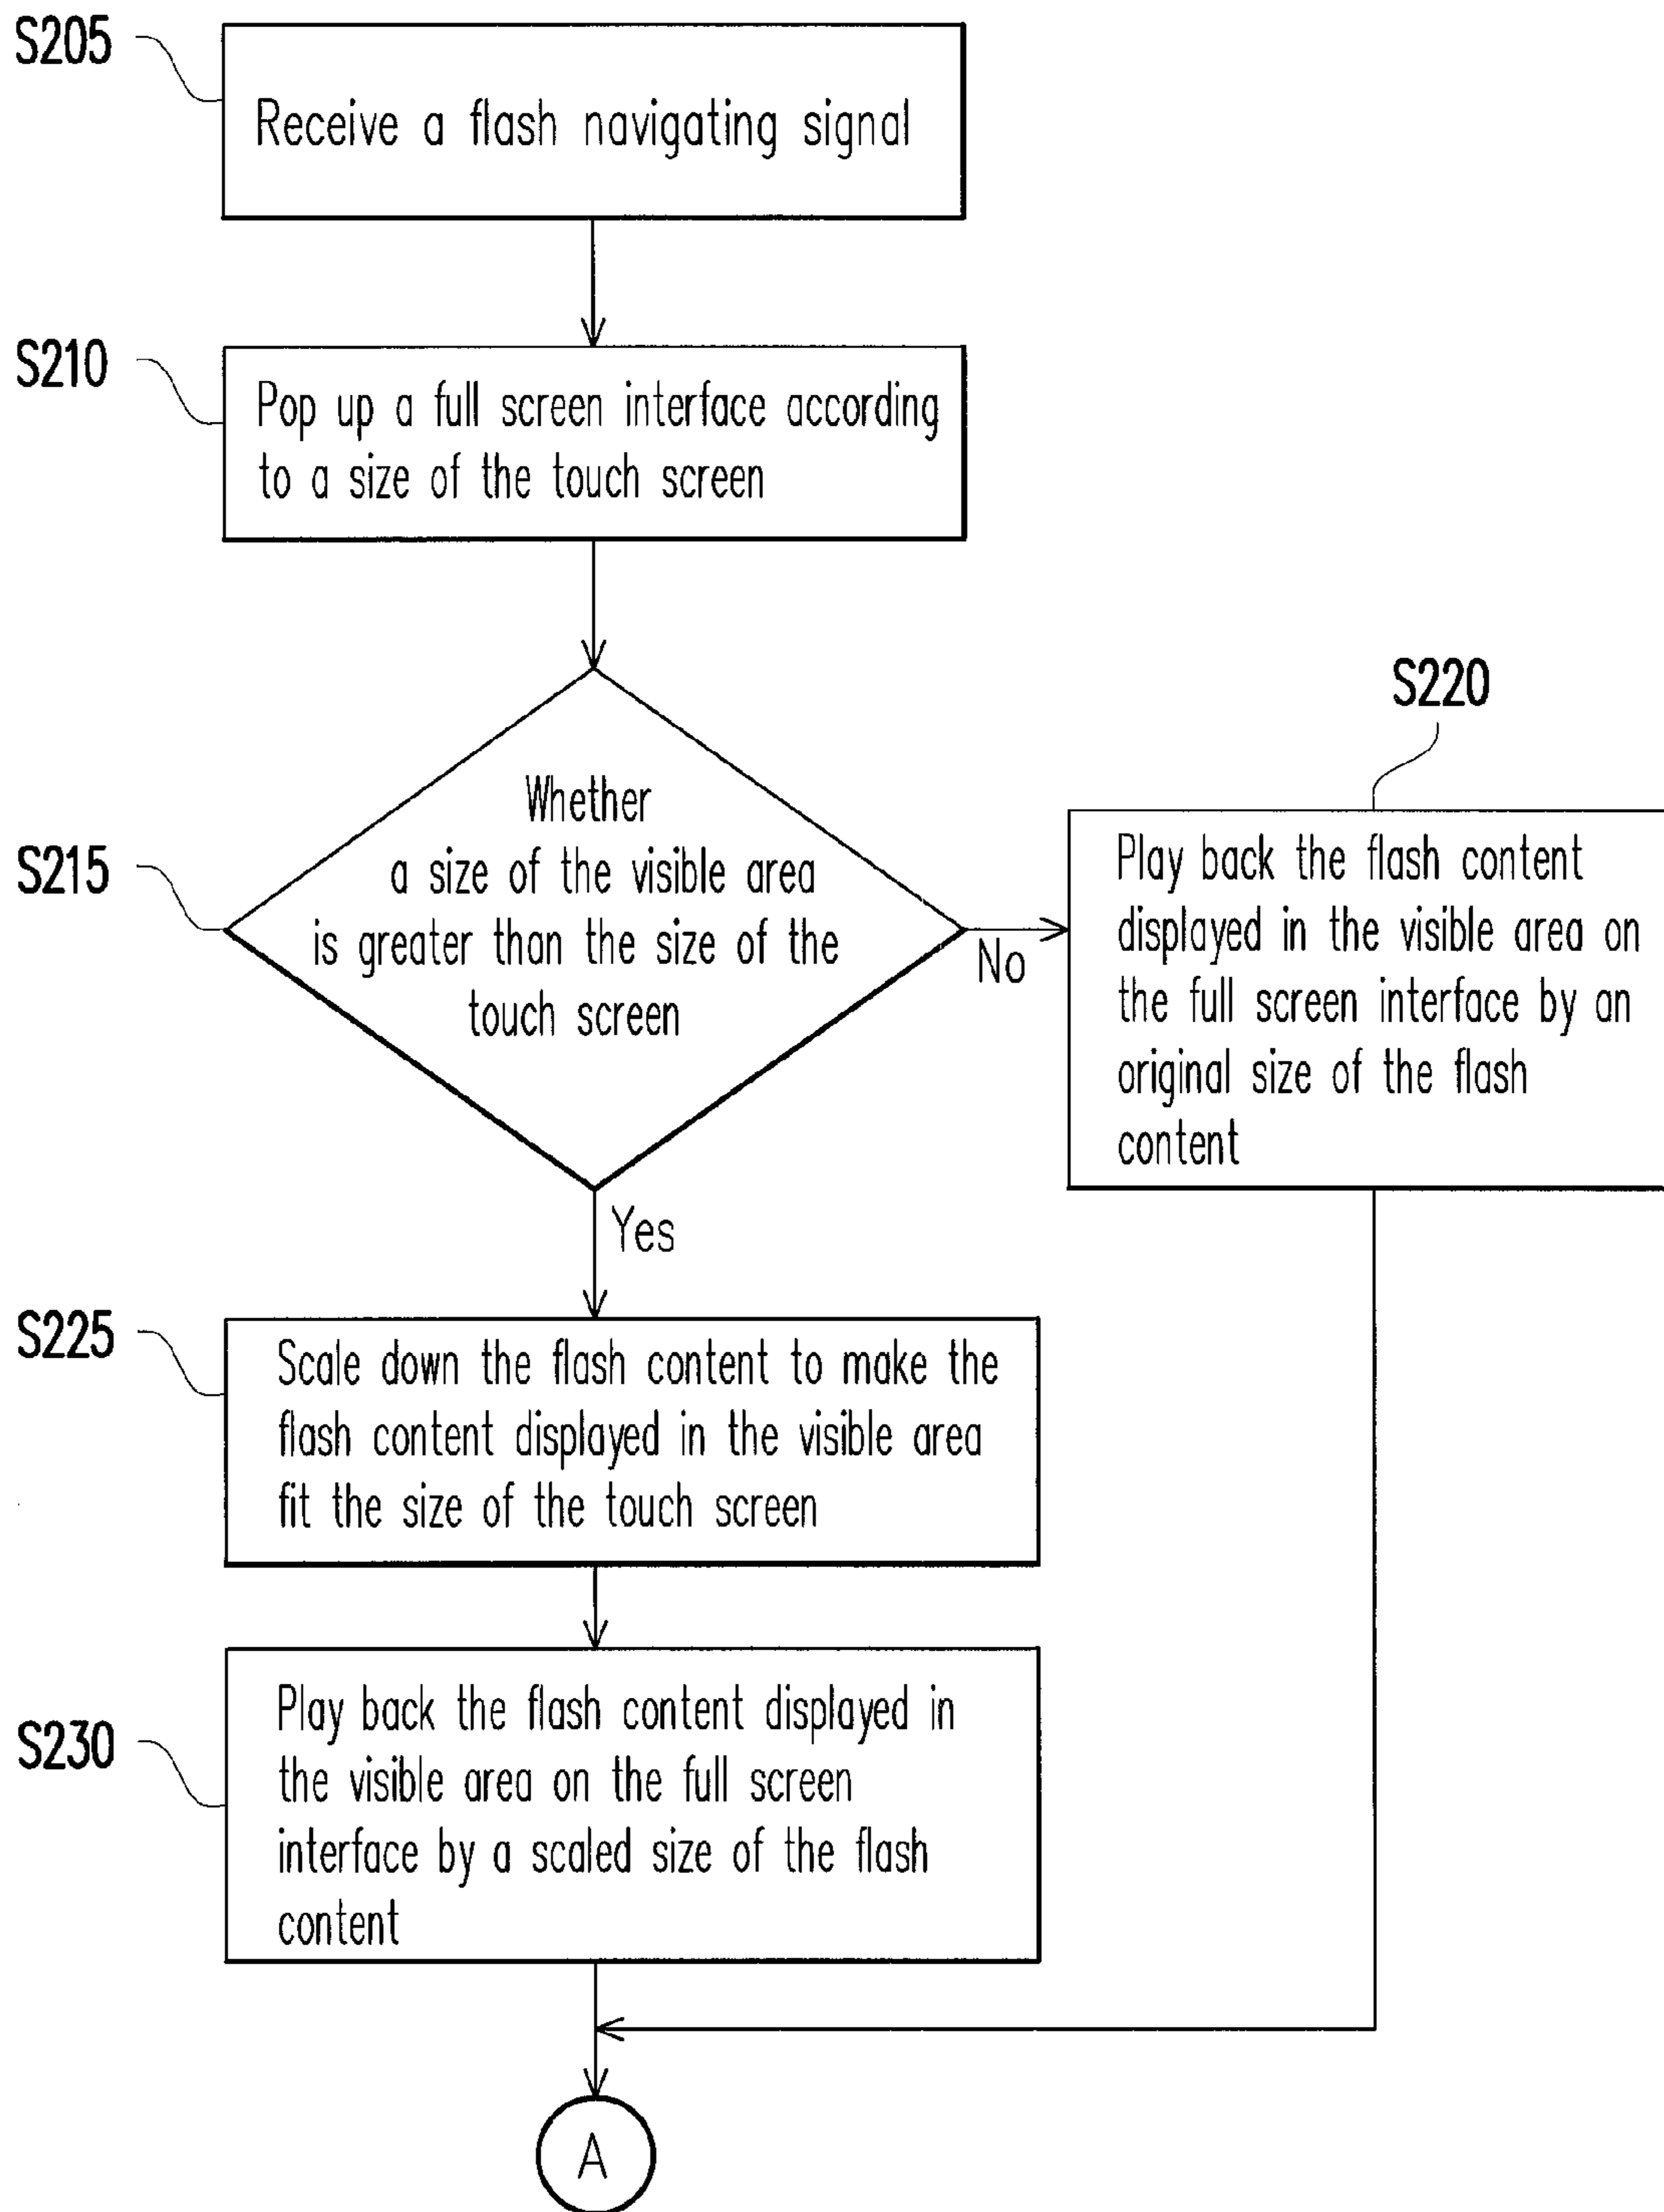 S205
Receive a flash navigating signal
S210
Pop up a full screen interface according
to a size of the touch screen
S215
Whether
a size of the visible area
is greater than the size of the
touch screen
No
Yes
S220
Play back the flash content
displayed in the visible area on
the full screen interface by an
original size of the flash
content
S225
Scale down the flash content to make the
flash content displayed in the visible area
fit the size of the touch screen
S230
Play back the flash content displayed in
the visible area on the full screen
interface by a scaled size of the flash
content
A